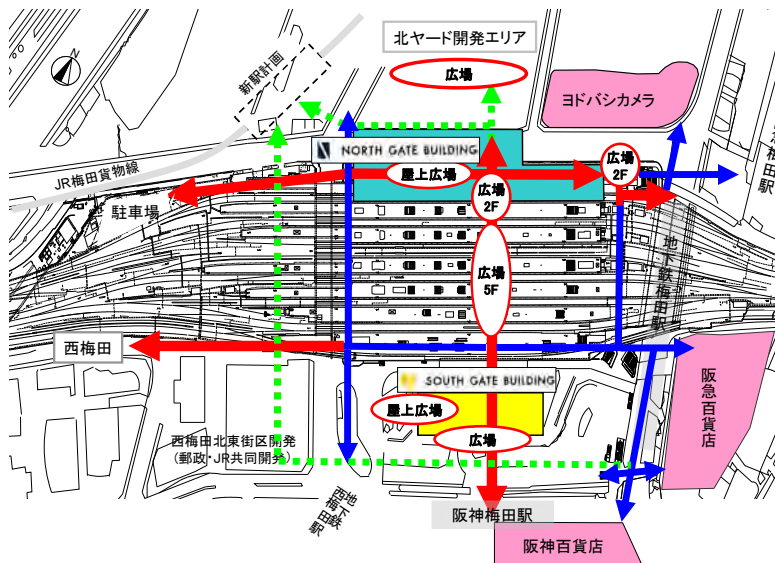 北ヤード開発エリア
広場
新駅計画
ヨドバシカメラ
NORTH GATE BUILDING
JR梅田貨物線
屋上広場
広場
2F
広場
2F
駐車場
広場
5F
地下鉄梅田駅
西梅田
SOUTH GATE BUILDING
阪急百貨店
屋上広場
広場
西梅田北東街区開発
(郵政・JR共同開発)
地下鉄
西梅田駅
阪神梅田駅
阪神百貨店